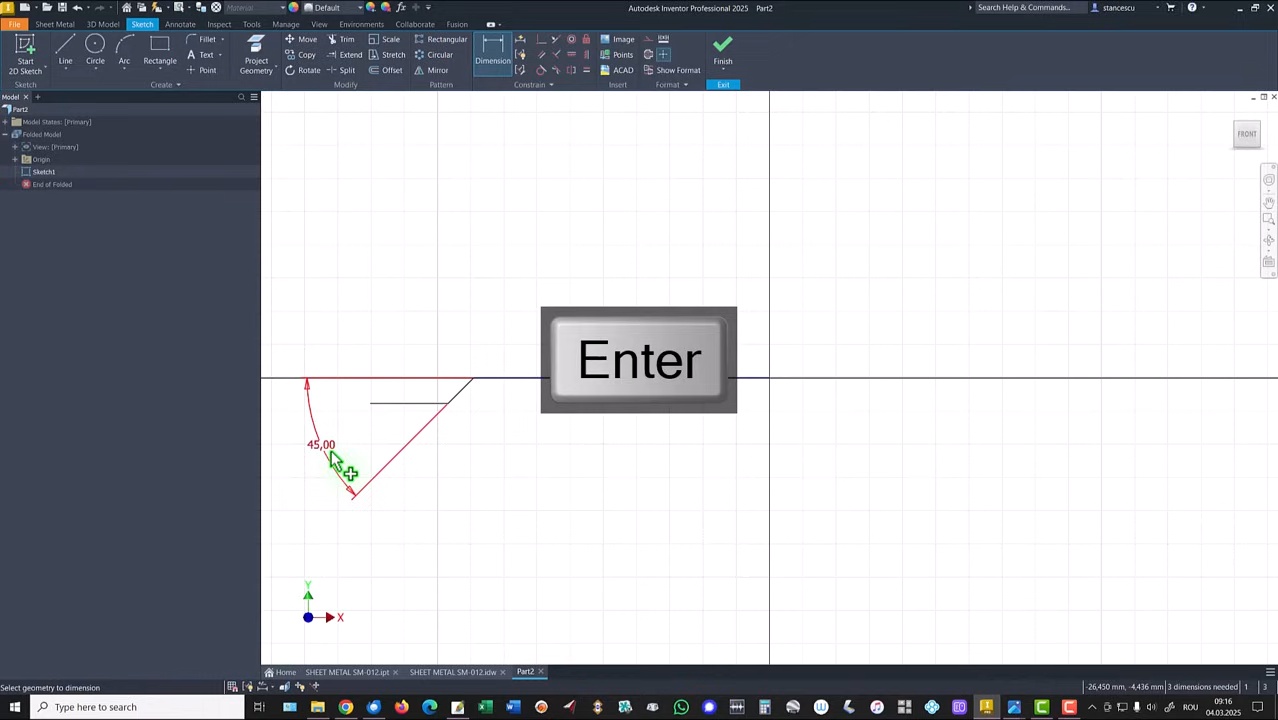 Material
Default
Autodesk Inventor Professional 2025 Part2
Search Help & Commands...
stancescu
File
Sheet Metal
3D Model
Sketch
Annotate
Inspect
Tools
Manage
View
Environments
Collaborate
Fusion
Start
2D Sketch
Line
Circle
Arc
Rectangle
Fillet
Text
Point
Project
Geometry
Move
Copy
Rotate
Trim
Extend
Split
Scale
Stretch
Offset
Rectangular
Circular
Mirror
Dimension
Image
Points
ACAD
Show Format
Finish
Sketch
Create
Modify
Pattern
Constrain
Insert
Format
Exit
Model
Part2
Model States: [Primary]
Folded Model
View: [Primary]
Origin
Sketch1
End of Folded
FRONT
Enter
45,00
Y
X
Home
SHEET METAL SM-012.ipt
SHEET METAL SM-012.idw
Part2
Select geometry to dimension
-26,450 mm, -4,436 mm
3 dimensions needed
1
3
Type here to search
ROU
09:16
04.03.2025